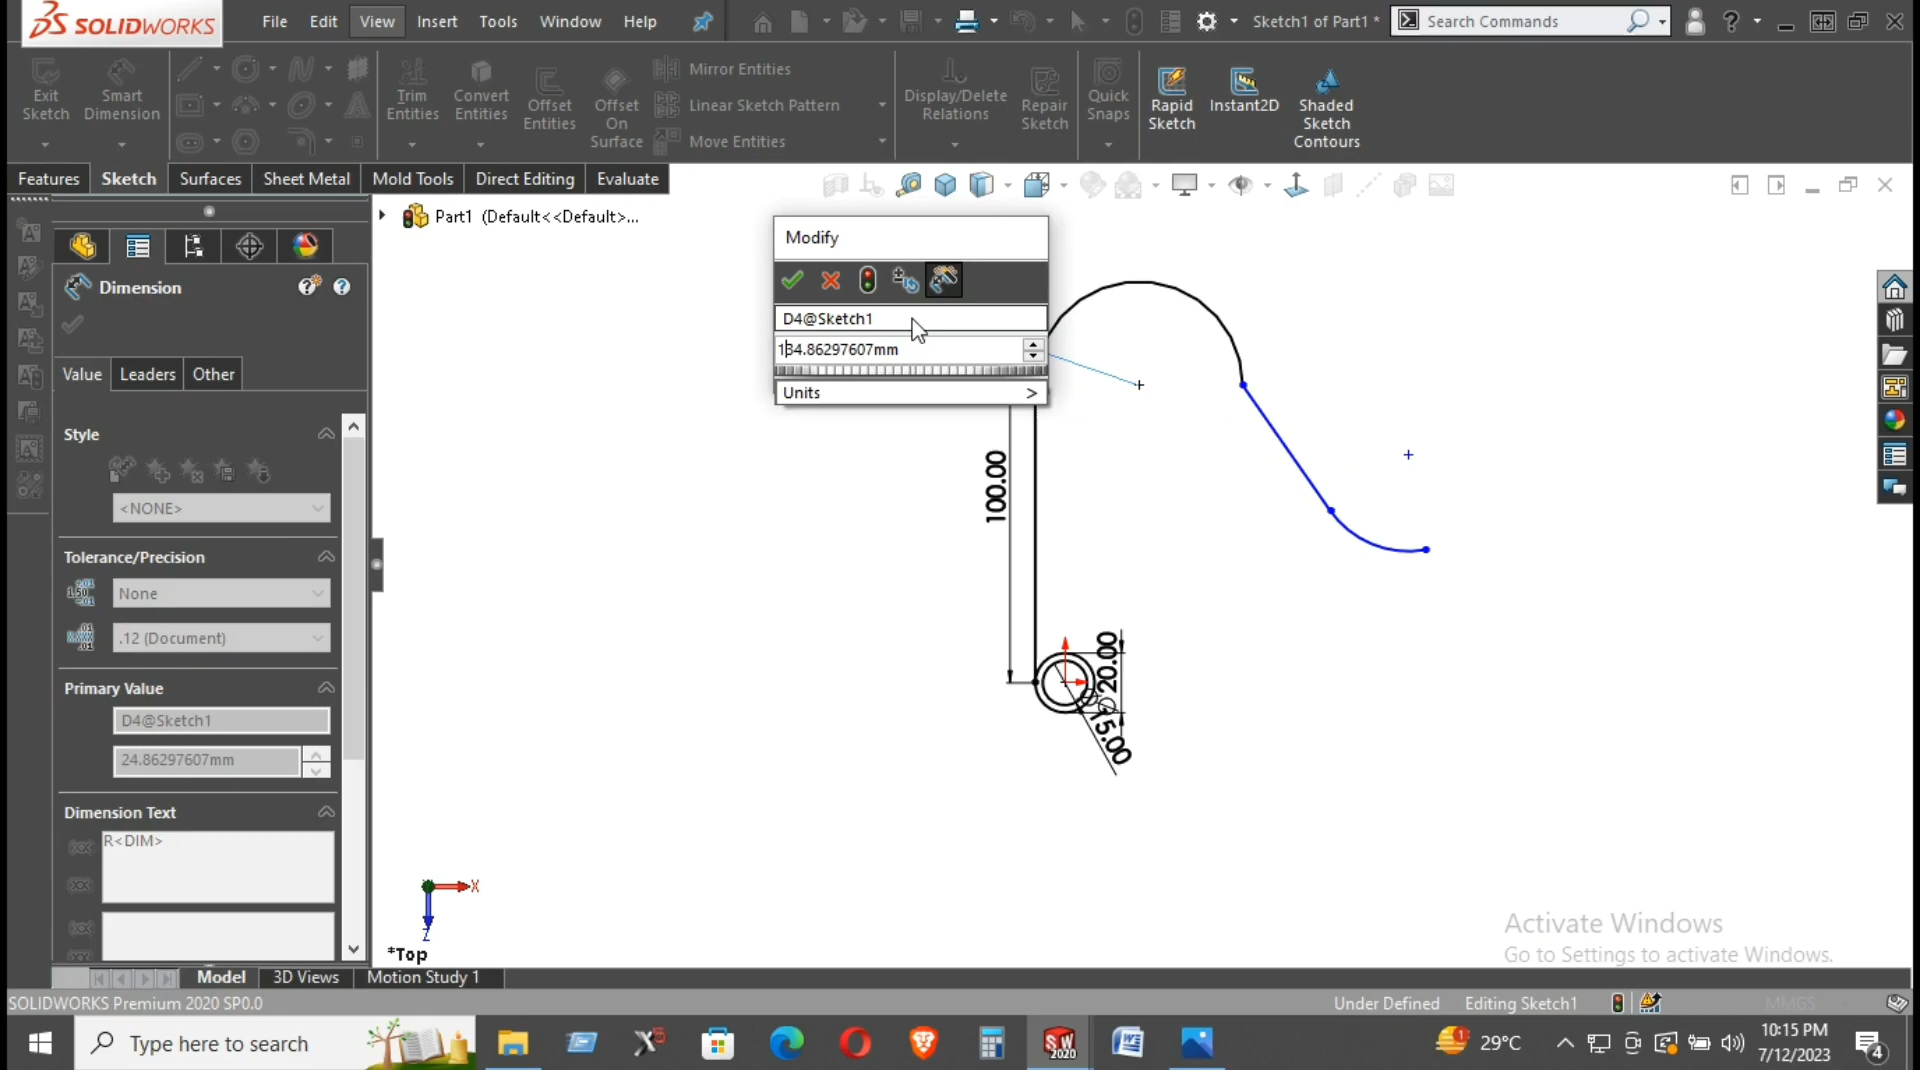 SOLIDWORKS File Edit View Insert Tools Window Help Sketch1 of Part1 * Search Commands
Exit Sketch
Smart Dimension
Trim Entities
Convert Entities
Offset Entities
Offset On Surface
Mirror Entities
Linear Sketch Pattern
Move Entities
Display/Delete Relations
Repair Sketch
Quick Snaps
Rapid Sketch
Instant2D
Shaded Sketch Contours
Features Sketch Surfaces Sheet Metal Mold Tools Direct Editing Evaluate
Part1 (Default<<Default>...
Modify
D4@Sketch1
134.86297607mm
Units >
Dimension
Value Leaders Other
Style
<NONE>
Tolerance/Precision
None
.12 (Document)
Primary Value
D4@Sketch1
24.86297607mm
Dimension Text
R<DIM>
100.00
∅20.00
∅15.00
X
Z
*Top
Activate Windows
Go to Settings to activate Windows.
Model 3D Views Motion Study 1
SOLIDWORKS Premium 2020 SP0.0 Under Defined Editing Sketch1 MMGS
Type here to search
SW 2020
1
29°C
10:15 PM
7/12/2023
4